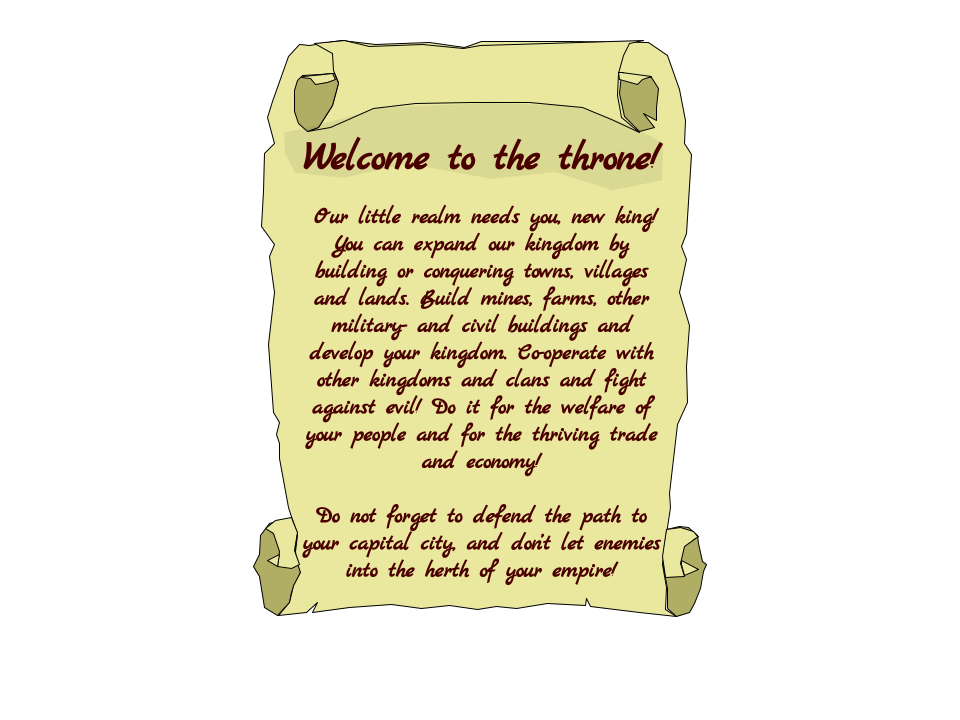 Welcome to the throne!
Our little realm needs you, new king!
You can expand our kingdom by
building or conquering towns, villages
and lands. Build mines, farms, other
military- and civil buildings and
develop your kingdom. Co-operate with
other kingdoms and clans and fight
against evil! Do it for the welfare of
your people and for the thriving trade
and economy!
Do not forget to defend the path to
your capital city, and don't let enemies
into the herth of your empire!